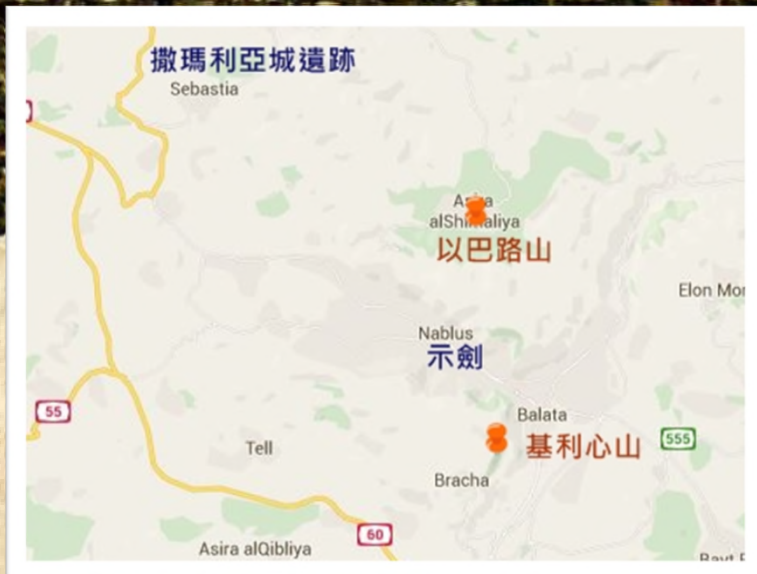 撒瑪利亞城遺跡
Sebastia
alShimaliya
以巴路山
Elon Mor
Nablus
示劍
55
Balata
555
Tell
基利心山
Bracha
60
Asira alQibliya